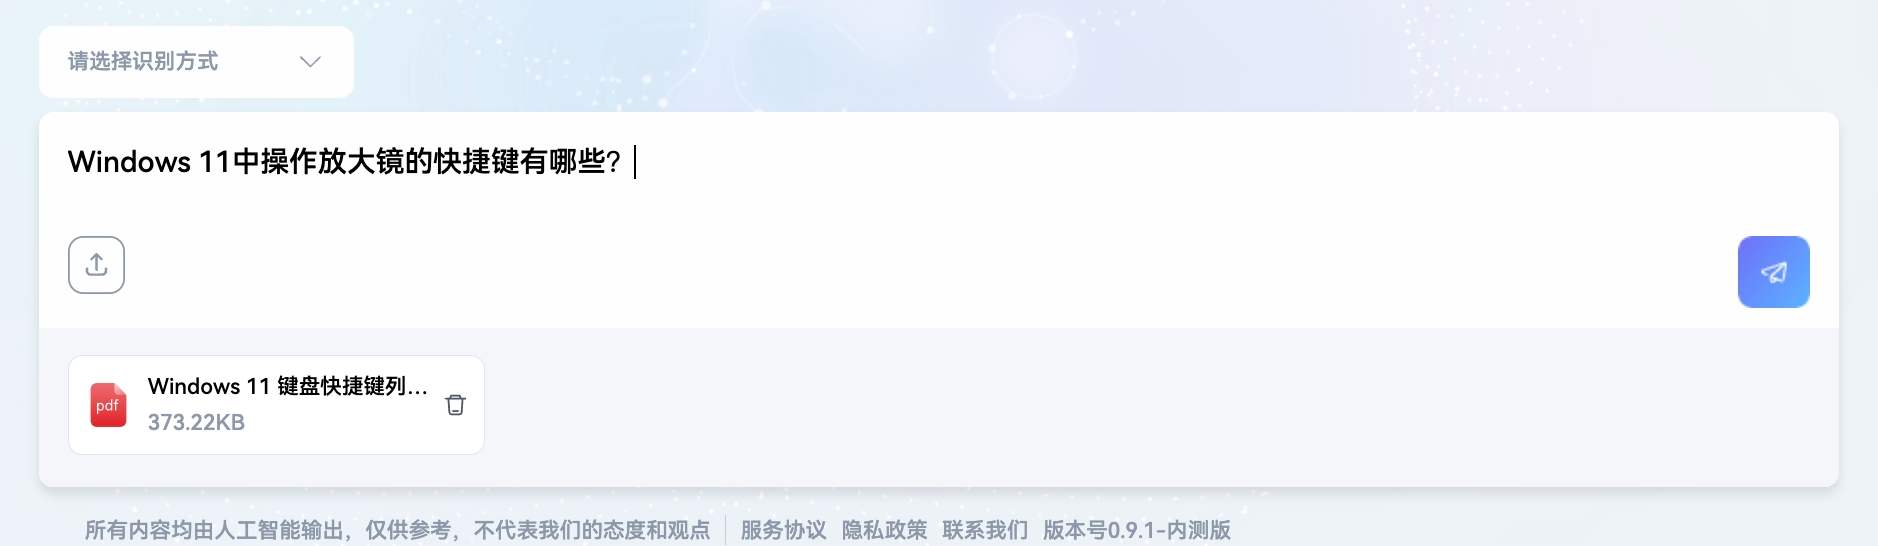 请选择识别方式
Windows 11中操作放大镜的快捷键有哪些?
pdf
Windows 11 键盘快捷键列...
373.22KB
所有内容均由人工智能输出，仅供参考，不代表我们的态度和观点 服务协议 隐私政策 联系我们 版本号0.9.1-内测版